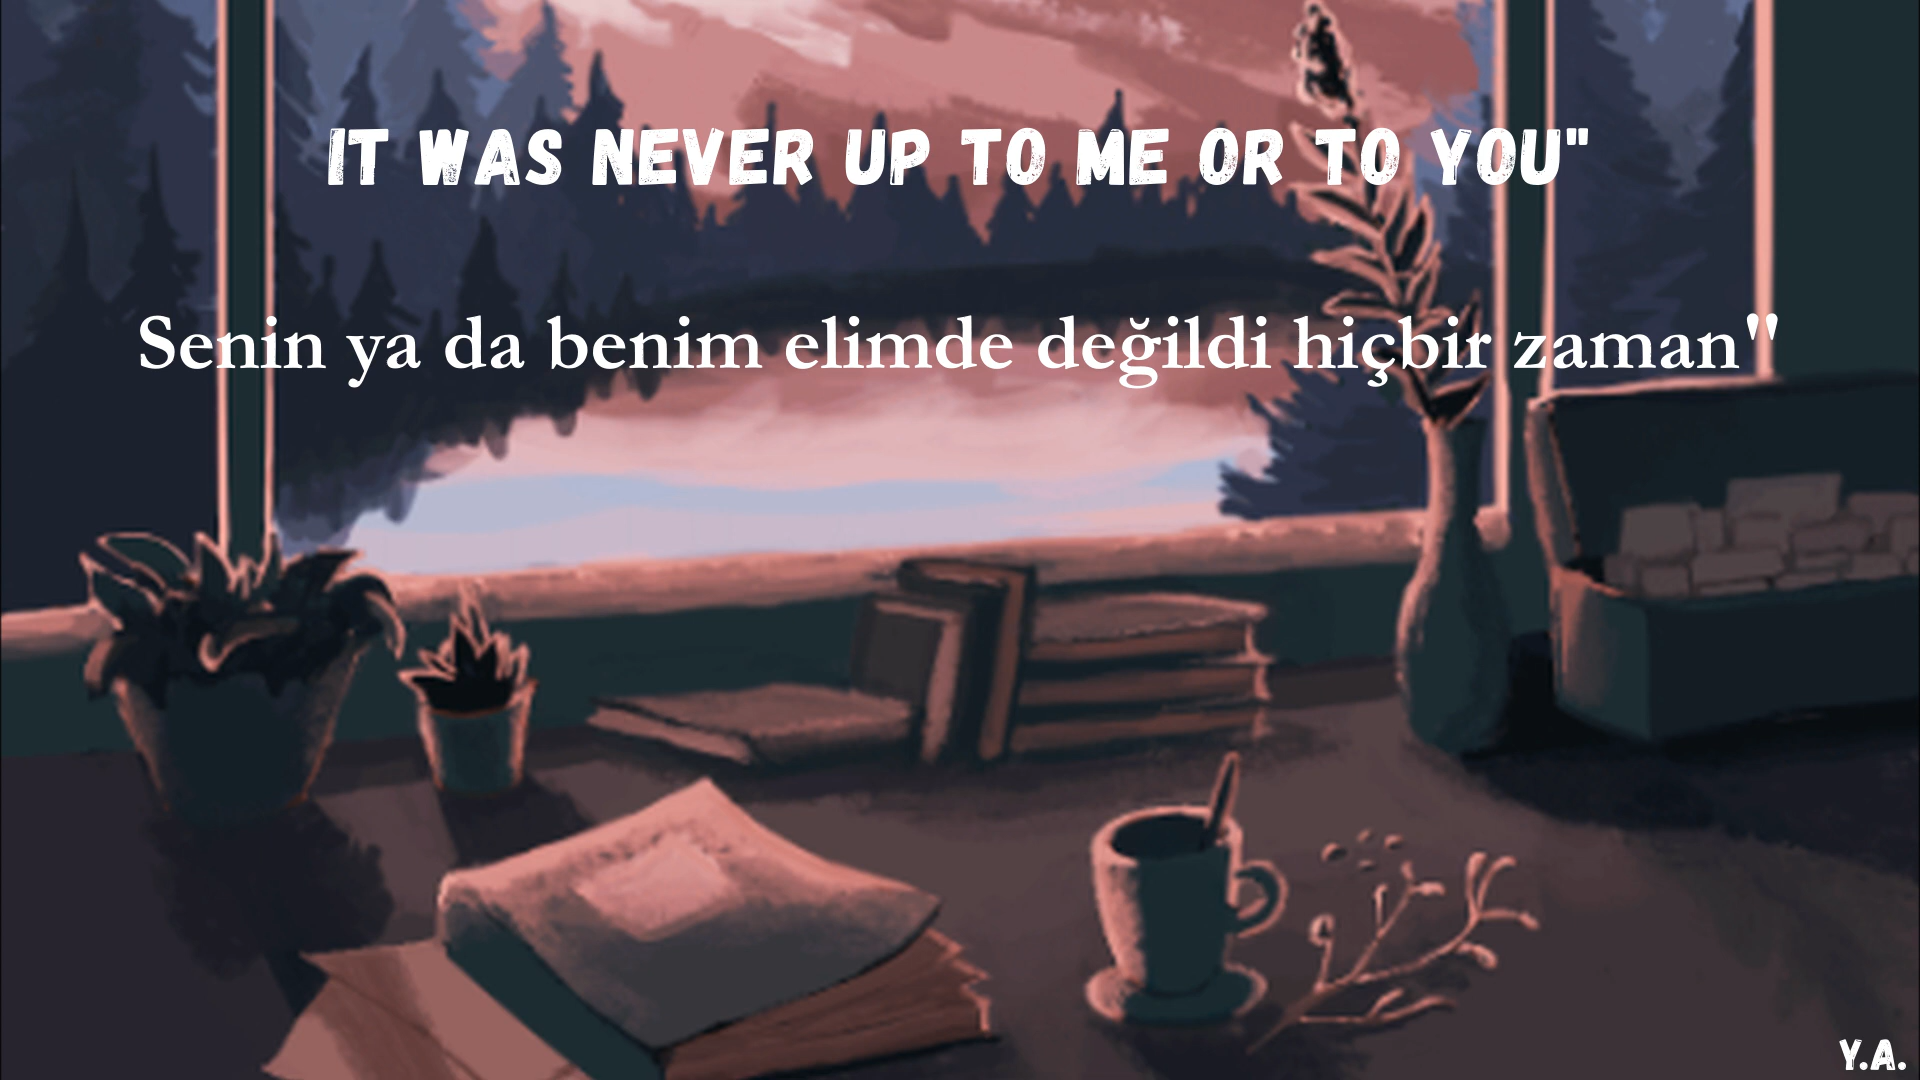 IT WAS NEVER UP TO ME OR TO YOU"
Senin ya da benim elimde değildi hiçbir zaman"
Y.A.